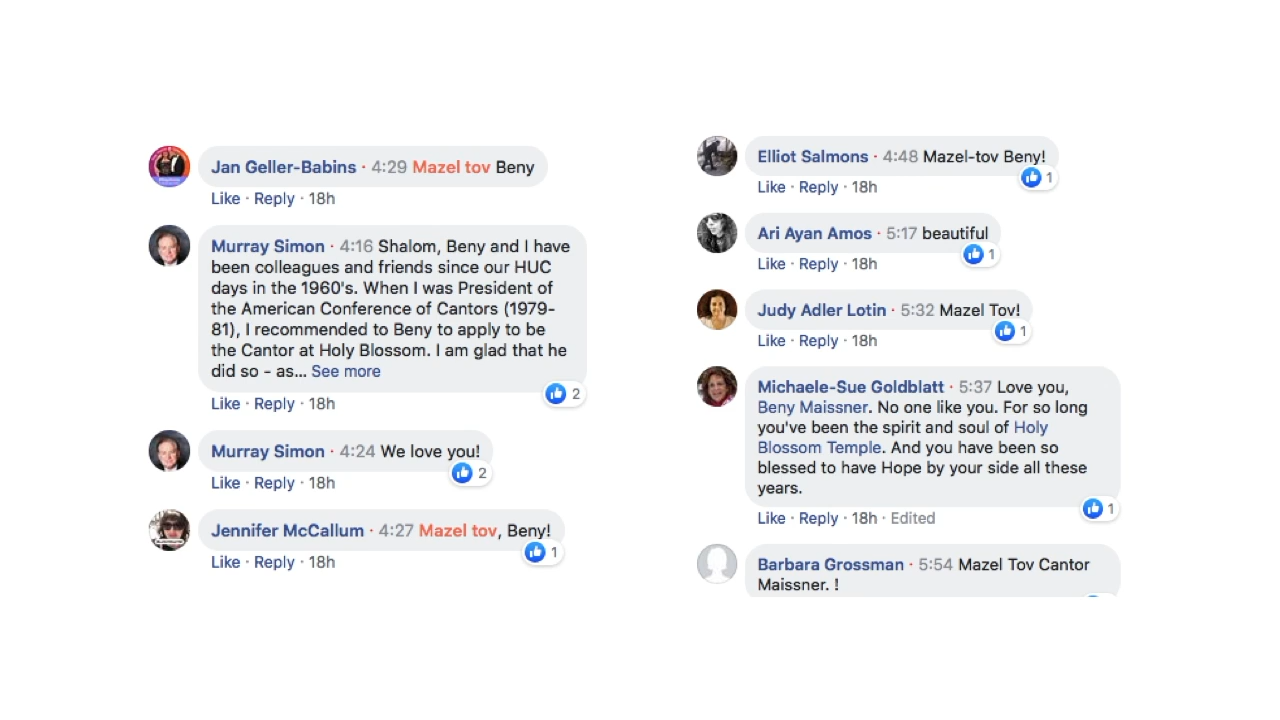 Jan Geller-Babins · 4:29 Mazel tov Beny
Like · Reply · 18h
Murray Simon · 4:16 Shalom, Beny and I have
been colleagues and friends since our HUC
days in the 1960's. When I was President of
the American Conference of Cantors (1979-
81), I recommended to Beny to apply to be
the Cantor at Holy Blossom. I am glad that he
did so - as... See more
2
Like · Reply · 18h
Murray Simon · 4:24 We love you!
2
Like · Reply · 18h
Jennifer McCallum · 4:27 Mazel tov, Beny!
1
Like · Reply · 18h
Elliot Salmons · 4:48 Mazel-tov Beny!
1
Like · Reply · 18h
Ari Ayan Amos · 5:17 beautiful
1
Like · Reply · 18h
Judy Adler Lotin · 5:32 Mazel Tov!
1
Like · Reply · 18h
Michaele-Sue Goldblatt · 5:37 Love you,
Beny Maissner. No one like you. For so long
you've been the spirit and soul of Holy
Blossom Temple. And you have been so
blessed to have Hope by your side all these
years.
1
Like · Reply · 18h · Edited
Barbara Grossman · 5:54 Mazel Tov Cantor
Maissner. !